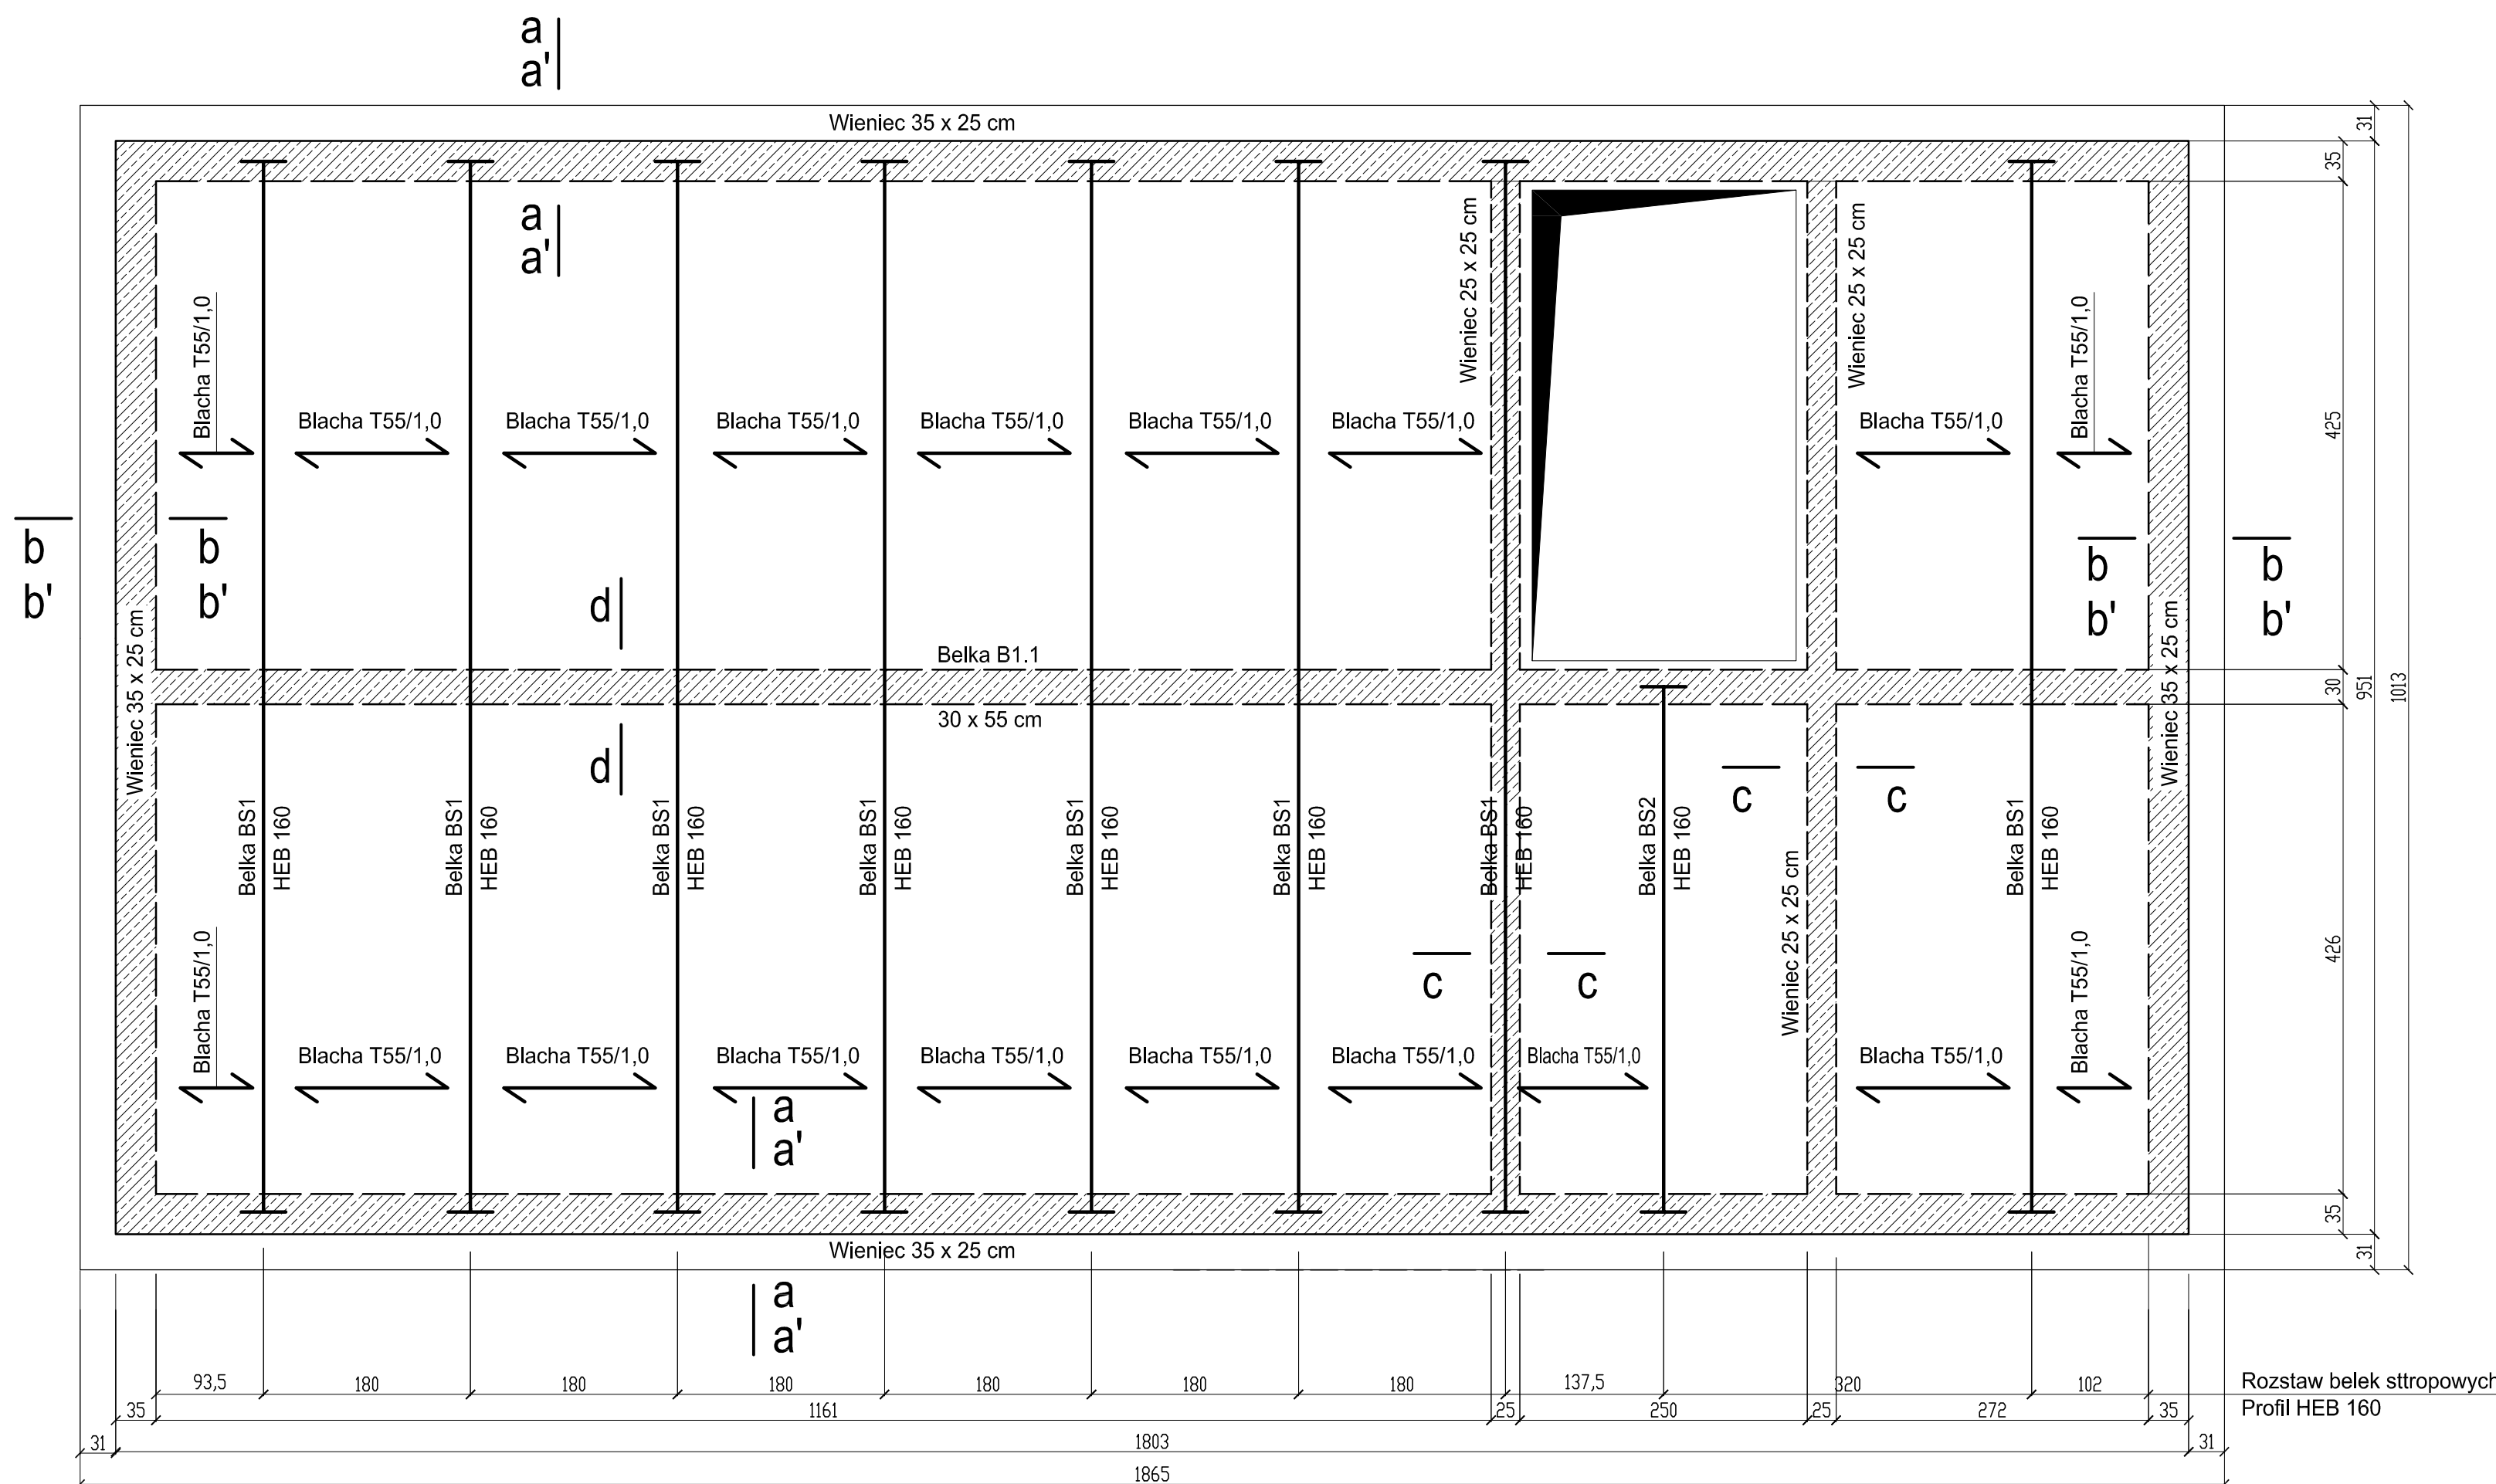 a
a'
Wieniec 35 x 25 cm
31
35
a
a'
Wieniec 25 x 25 cm
Wieniec 25 x 25 cm
Blacha T55/1,0
Blacha T55/1,0
Blacha T55/1,0
Blacha T55/1,0
Blacha T55/1,0
Blacha T55/1,0
Blacha T55/1,0
Blacha T55/1,0
Blacha T55/1,0
425
b
b'
b
b'
b
b'
b
b'
d
Wieniec 35 x 25 cm
Belka B1.1
30 x 55 cm
Wieniec 35 x 25 cm
30
951
1013
d
c
c
Belka BS1
HEB 160
Belka BS1
HEB 160
Belka BS1
HEB 160
Belka BS1
HEB 160
Belka BS1
HEB 160
Belka BS1
HEB 160
Belka BS1
HEB 160
Belka BS2
HEB 160
Belka BS1
HEB 160
Wieniec 25 x 25 cm
426
c
c
Blacha T55/1,0
Blacha T55/1,0
Blacha T55/1,0
Blacha T55/1,0
Blacha T55/1,0
Blacha T55/1,0
Blacha T55/1,0
Blacha T55/1,0
Blacha T55/1,0
Blacha T55/1,0
a
a'
35
Wieniec 35 x 25 cm
31
a
a'
93,5
180
180
180
180
180
180
137,5
320
102
Rozstaw belek sttropowych
Profil HEB 160
35
1161
25
250
25
272
35
31
1803
31
1865